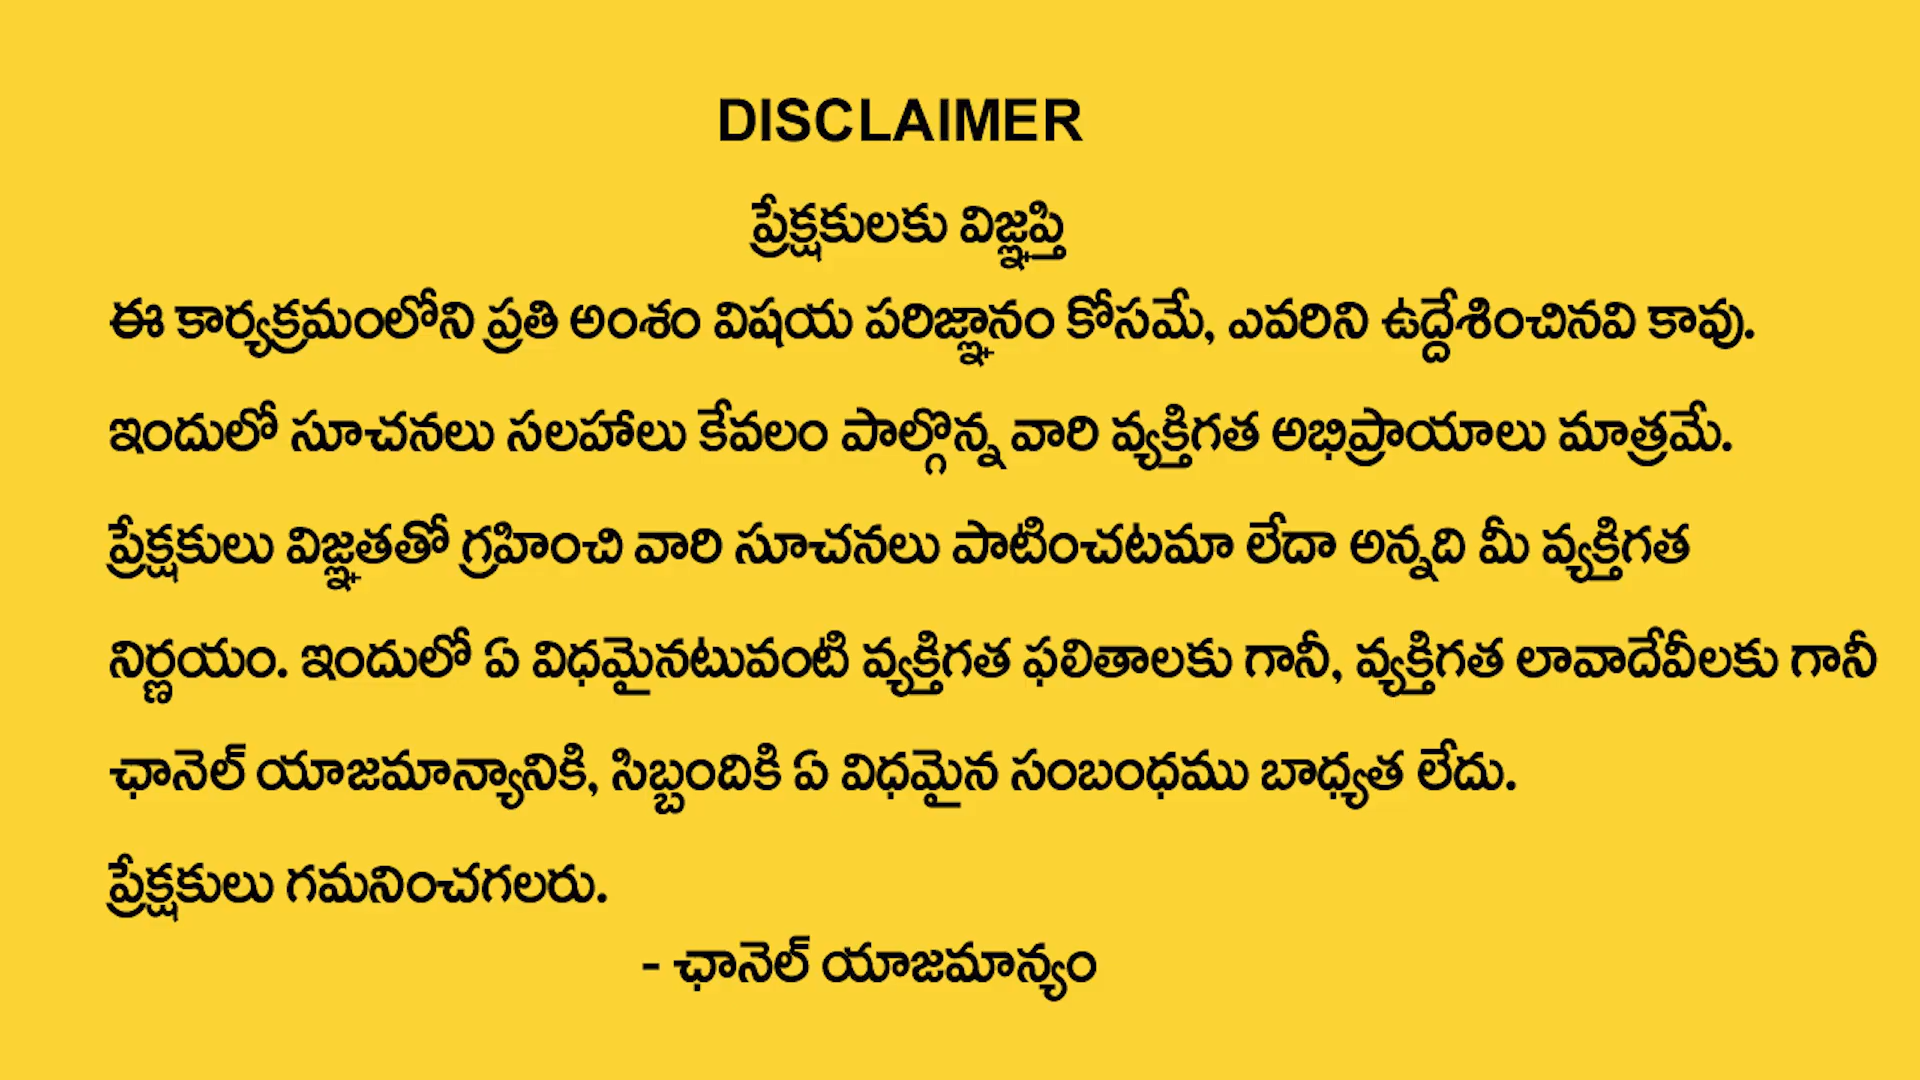 DISCLAIMER
ప్రేక్షకులకు విజ్ఞప్తి
ఈ కార్యక్రమంలోని ప్రతి అంశం విషయ పరిజ్ఞానం కోసమే, ఎవరిని ఉద్దేశించినవి కావు.
ఇందులో సూచనలు సలహాలు కేవలం పాల్గొన్న వారి వ్యక్తిగత అభిప్రాయాలు మాత్రమే.
ప్రేక్షకులు విజ్ఞతతో గ్రహించి వారి సూచనలు పాటించటమా లేదా అన్నది మీ వ్యక్తిగత
నిర్ణయం. ఇందులో ఏ విధమైనటువంటి వ్యక్తిగత ఫలితాలకు గానీ, వ్యక్తిగత లావాదేవీలకు గానీ
ఛానెల్ యాజమాన్యానికి, సిబ్బందికి ఏ విధమైన సంబంధము బాధ్యత లేదు.
ప్రేక్షకులు గమనించగలరు.
- ఛానెల్ యాజమాన్యం